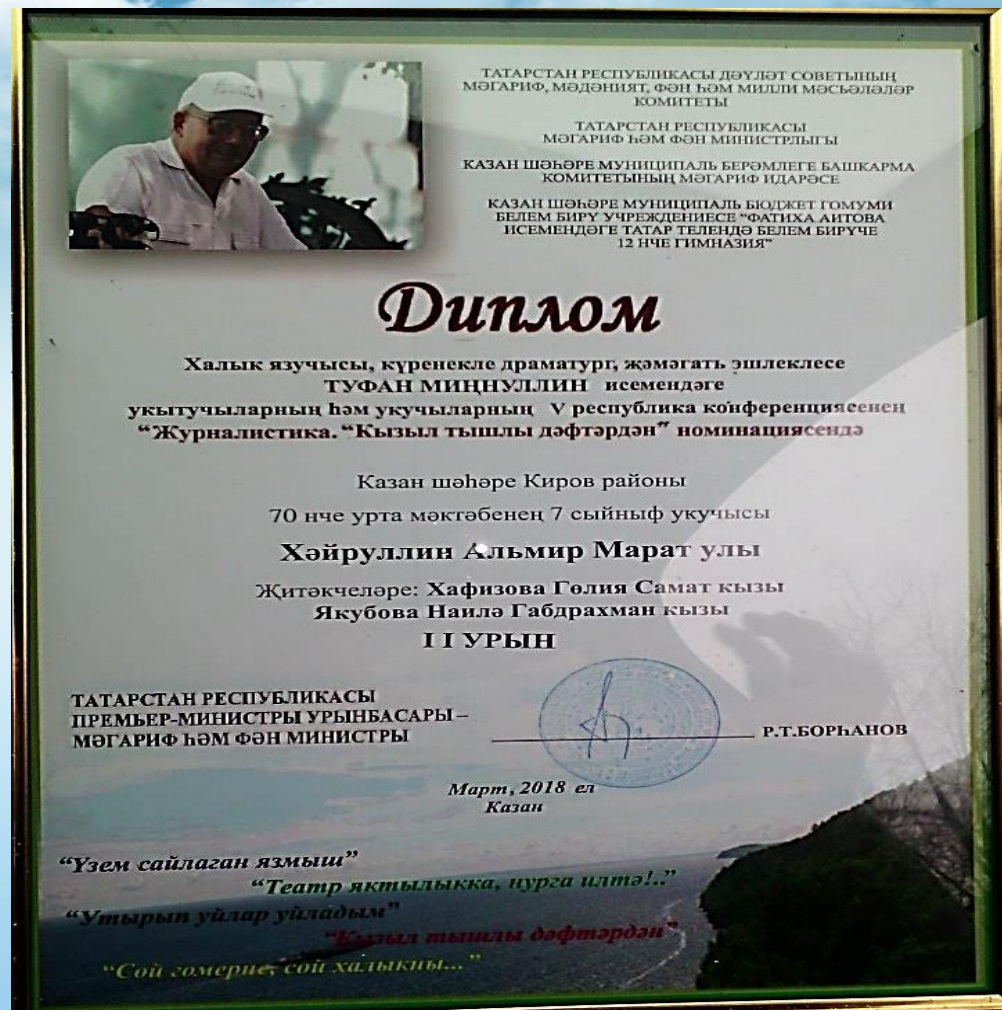 ТАТАРСТАН РЕСПУБЛИКАСЫ ДӘҮЛӘТ СОВЕТЫНЫҢ
МӘГАРИФ, МӘДӘНИЯТ, ФӘН ҺӘМ МИЛЛИ МӘСЬӘЛӘЛӘР
КОМИТЕТЫ
ТАТАРСТАН РЕСПУБЛИКАСЫ
МӘГАРИФ ҺӘМ ФӘН МИНИСТРЛЫГЫ
КАЗАН ШӘҺӘРЕ МУНИЦИПАЛЬ БЕРӘМЛЕГЕ БАШКАРМА
КОМИТЕТЫНЫҢ МӘГАРИФ ИДАРӘСЕ
КАЗАН ШӘҺӘРЕ МУНИЦИПАЛЬ БЮДЖЕТ ГОМУМИ
БЕЛЕМ БИРҮ УЧРЕЖДЕНИЕСЕ “ФАТИХА АИТОВА
ИСЕМЕНДӘГЕ ТАТАР ТЕЛЕНДӘ БЕЛЕМ БИРҮЧЕ
12 НЧЕ ГИМНАЗИЯ”
Диплом
Халык язучысы, күренекле драматург, җәмәгать эшлеклесе
ТУФАН МИҢНУЛЛИН исемендәге
укытучыларның һәм укучыларның V республика конференциясенең
“Журналистика. “Кызыл тышлы дәфтәрдән” номинациясендә
Казан шәһәре Киров районы
70 нче урта мәктәбенең 7 сыйныф укучысы
Хәйруллин Альмир Марат улы
Җитәкчеләре: Хафизова Гөлия Самат кызы
Якубова Наилә Габдрахман кызы
I I УРЫН
ТАТАРСТАН РЕСПУБЛИКАСЫ
ПРЕМЬЕР-МИНИСТРЫ УРЫНБАСАРЫ –
МӘГАРИФ ҺӘМ ФӘН МИНИСТРЫ
Р.Т.БОРҺАНОВ
Март, 2018 ел
Казан
“Үзем сайлаган язмыш”
“Театр яктылыкка, нурга илтә!..”
“Утырып уйлар уйладым”
“Кызыл тышлы дәфтәрдән”
“Сөй гомерне, сөй халыкны...”